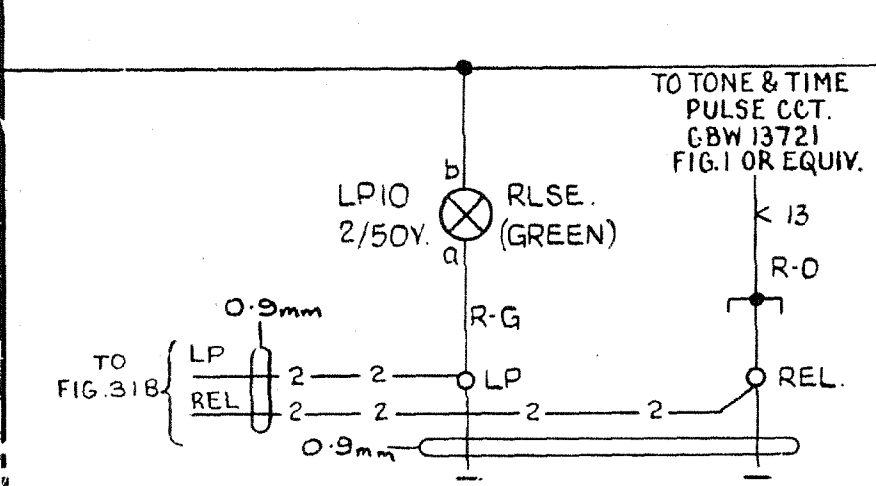 TO TONE & TIME
PULSE CCT.
GBW 13721
FIG.1 OR EQUIV.
b
LP10
RLSE.
2/50V.
(GREEN)
a
13
R-O
R-G
0.9mm
TO
FIG.31B
LP
2
2
LP
REL.
REL
2
2
2
2
0.9mm